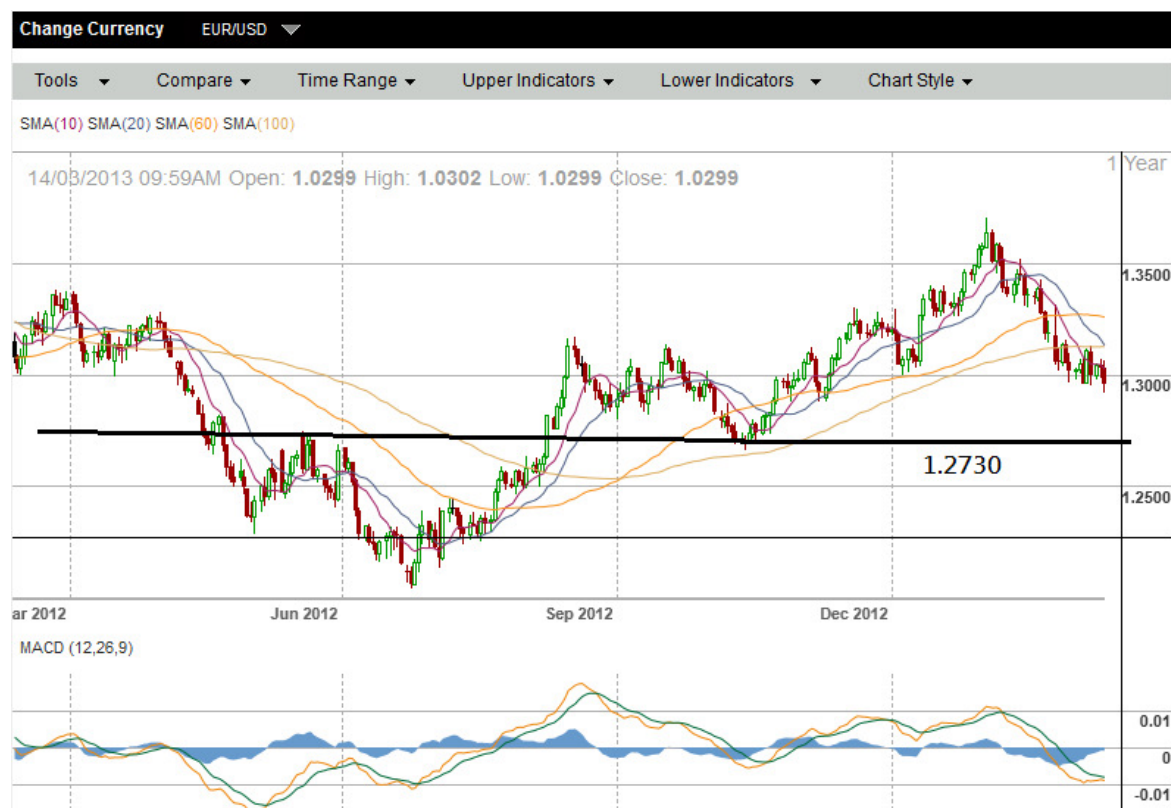 Change Currency EUR/USD
Tools Compare Time Range Upper Indicators Lower Indicators Chart Style
SMA(10) SMA(20) SMA(60) SMA(100)
1 Year
14/03/2013 09:59AM Open: 1.0299 High: 1.0302 Low: 1.0299 Close: 1.0299
1.3500
1.3000
1.2730
1.2500
ar 2012 Jun 2012 Sep 2012 Dec 2012
MACD (12,26,9)
0.01
0
-0.01